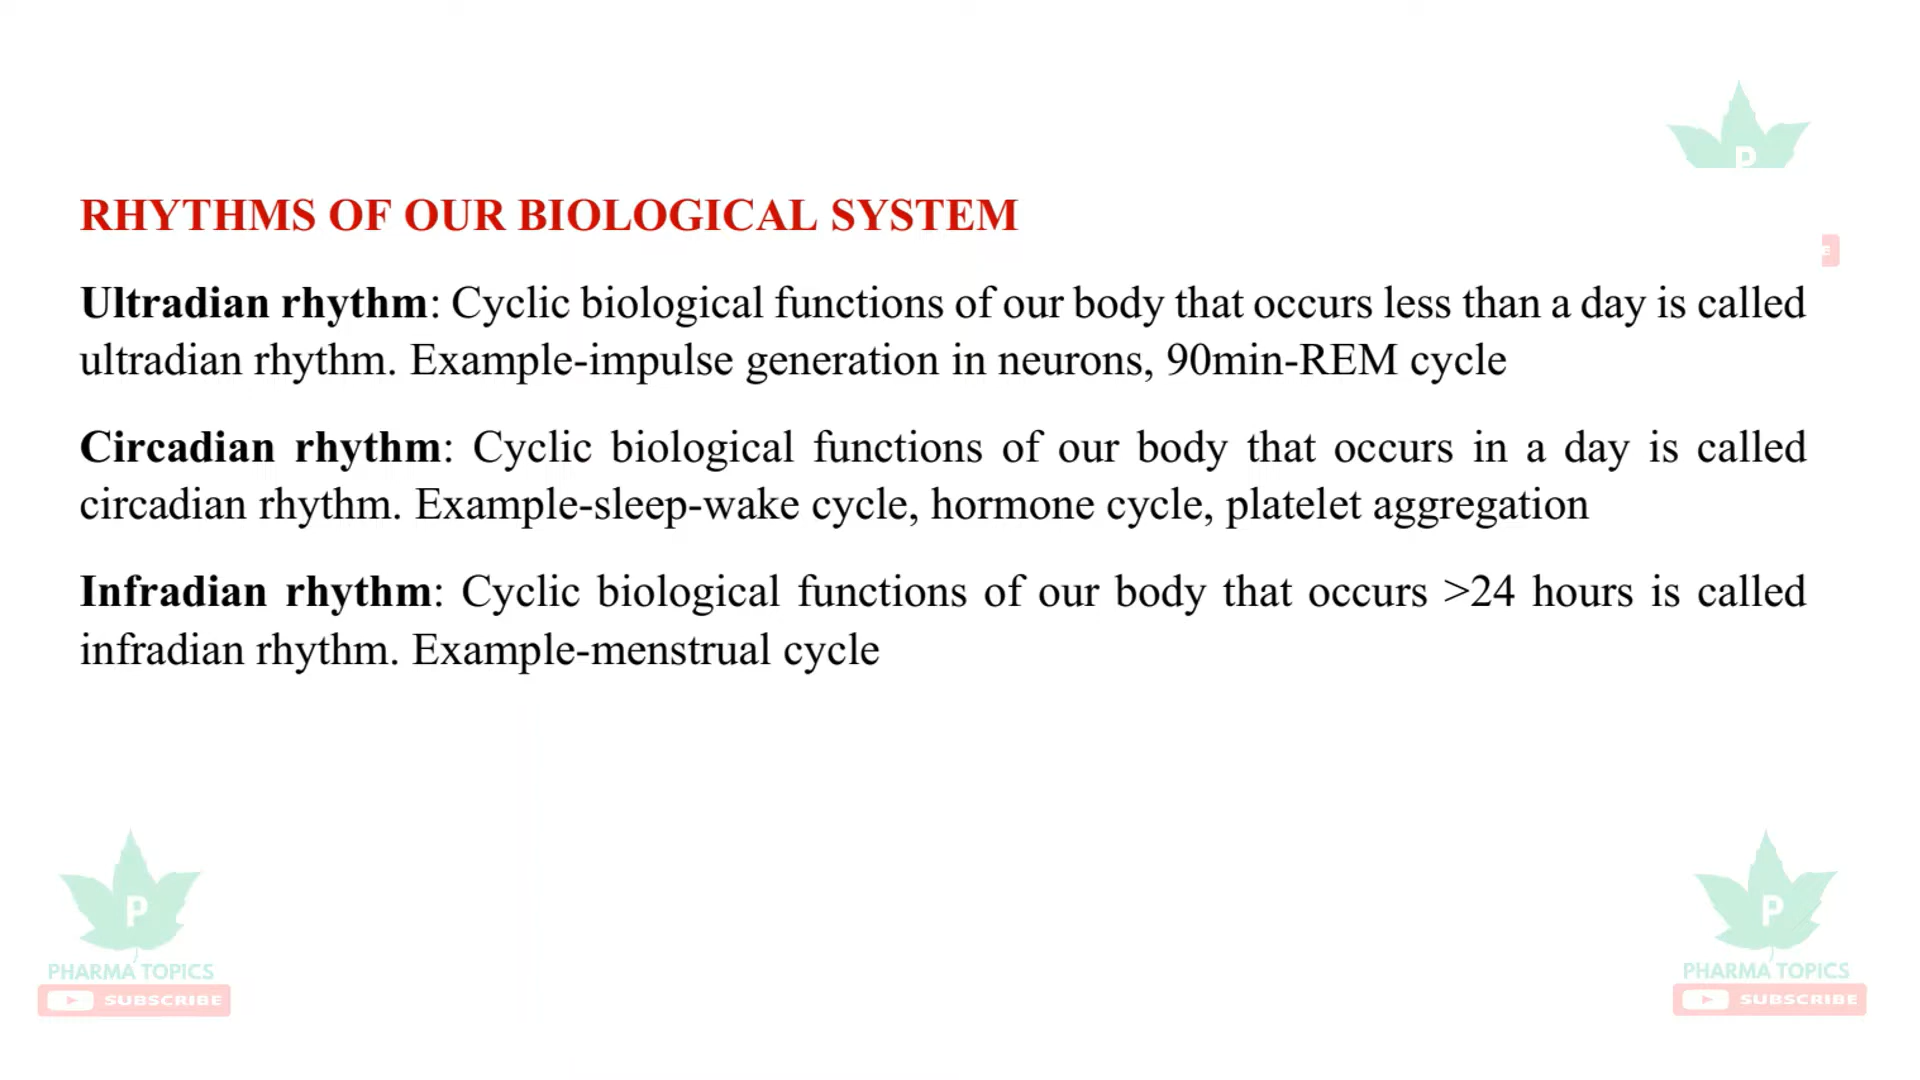 P
RHYTHMS OF OUR BIOLOGICAL SYSTEM
E
Ultradian rhythm: Cyclic biological functions of our body that occurs less than a day is called
ultradian rhythm. Example-impulse generation in neurons, 90min-REM cycle
Circadian rhythm: Cyclic biological functions of our body that occurs in a day is called
circadian rhythm. Example-sleep-wake cycle, hormone cycle, platelet aggregation
Infradian rhythm: Cyclic biological functions of our body that occurs >24 hours is called
infradian rhythm. Example-menstrual cycle
P
PHARMA TOPICS
SUBSCRIBE
P
PHARMA TOPICS
SUBSCRIBE